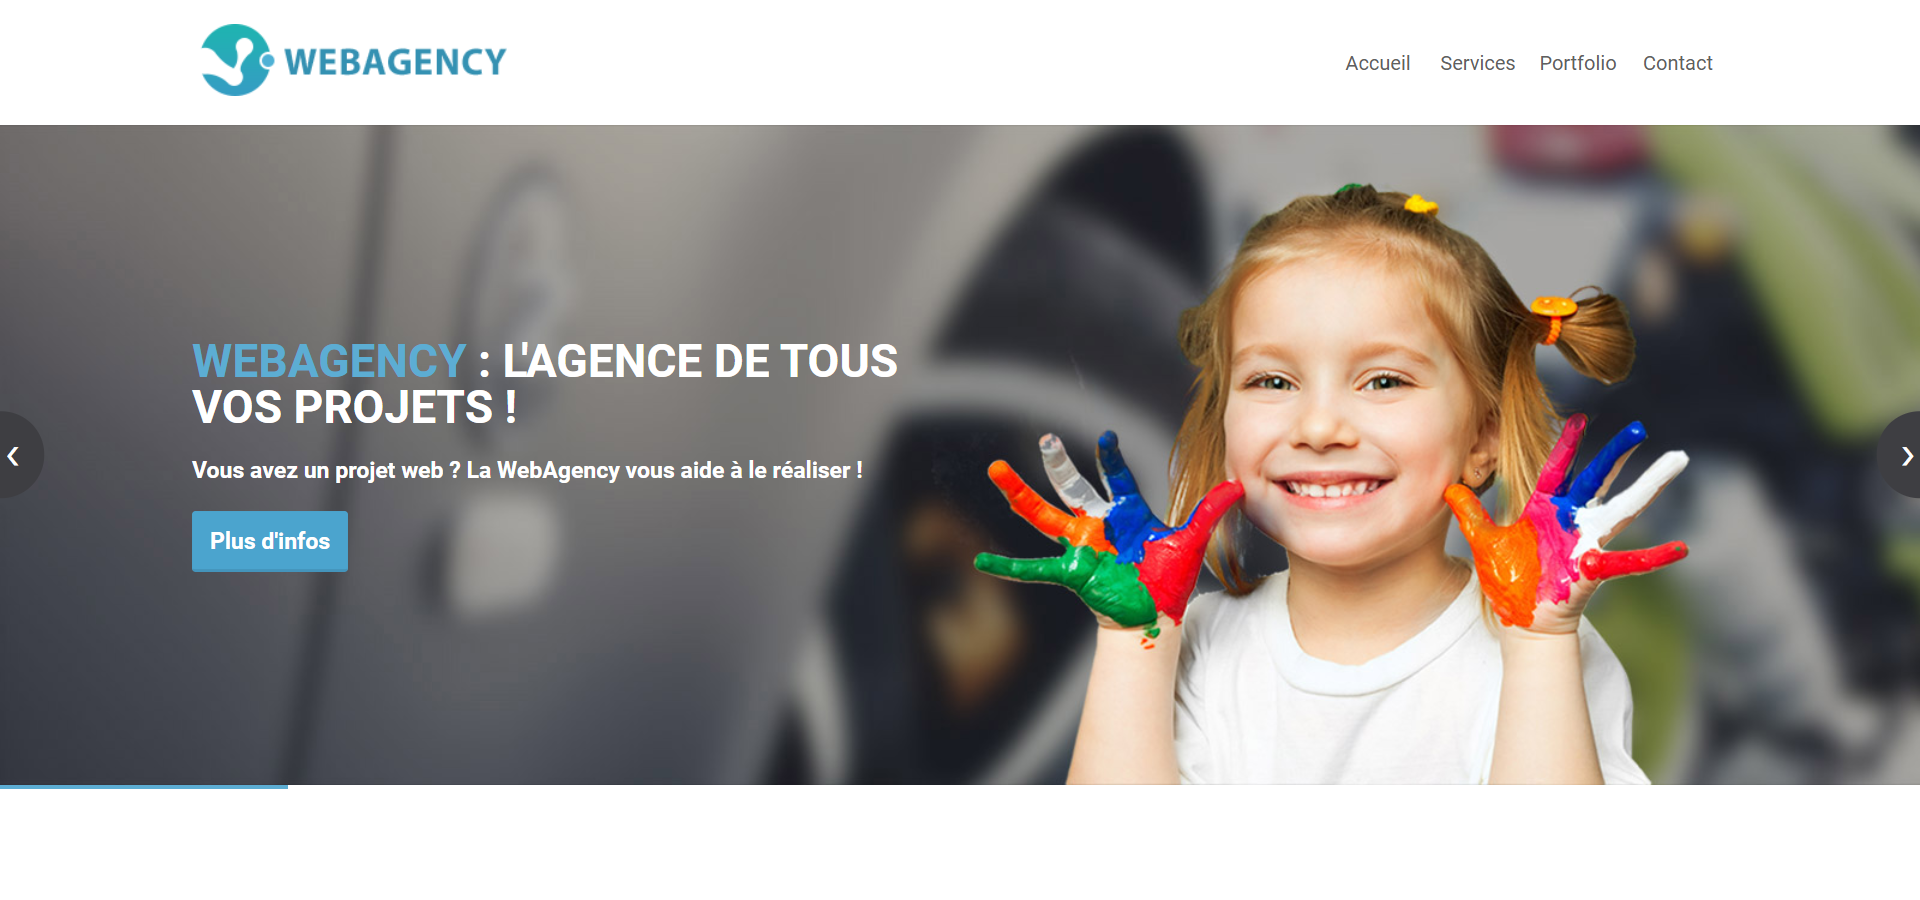 WEBAGENCY
Accueil Services Portfolio Contact
WEBAGENCY : L'AGENCE DE TOUS
VOS PROJETS !
Vous avez un projet web ? La WebAgency vous aide à le réaliser !
Plus d'infos